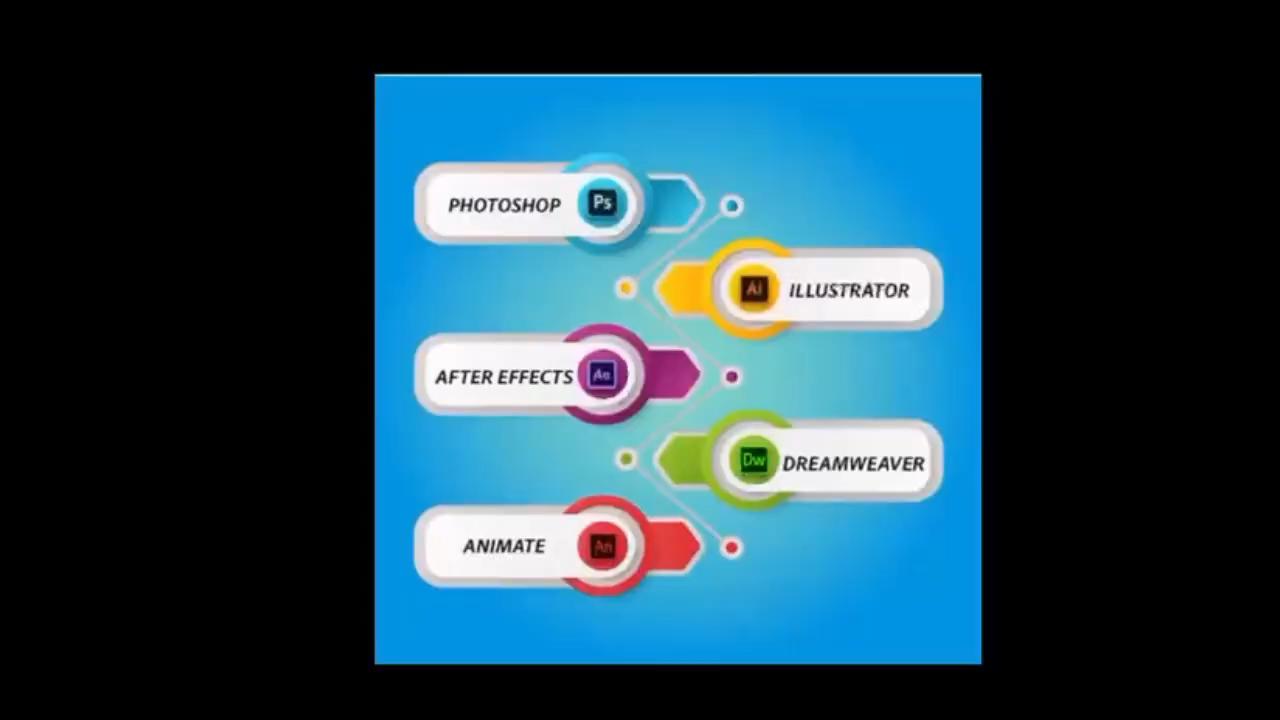 PHOTOSHOP Ps
Ai ILLUSTRATOR
AFTER EFFECTS Ae
Dw DREAMWEAVER
ANIMATE An